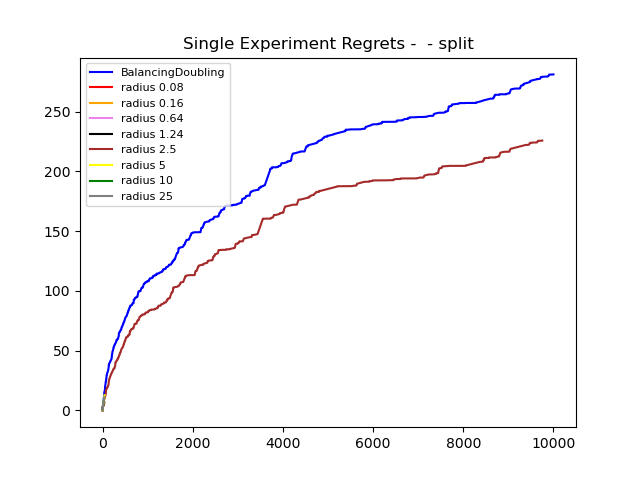 Single Experiment Regrets -  - split
BalancingDoubling
radius 0.08
radius 0.16
radius 0.64
radius 1.24
radius 2.5
radius 5
radius 10
radius 25
250
200
150
100
50
0
0 2000 4000 6000 8000 10000